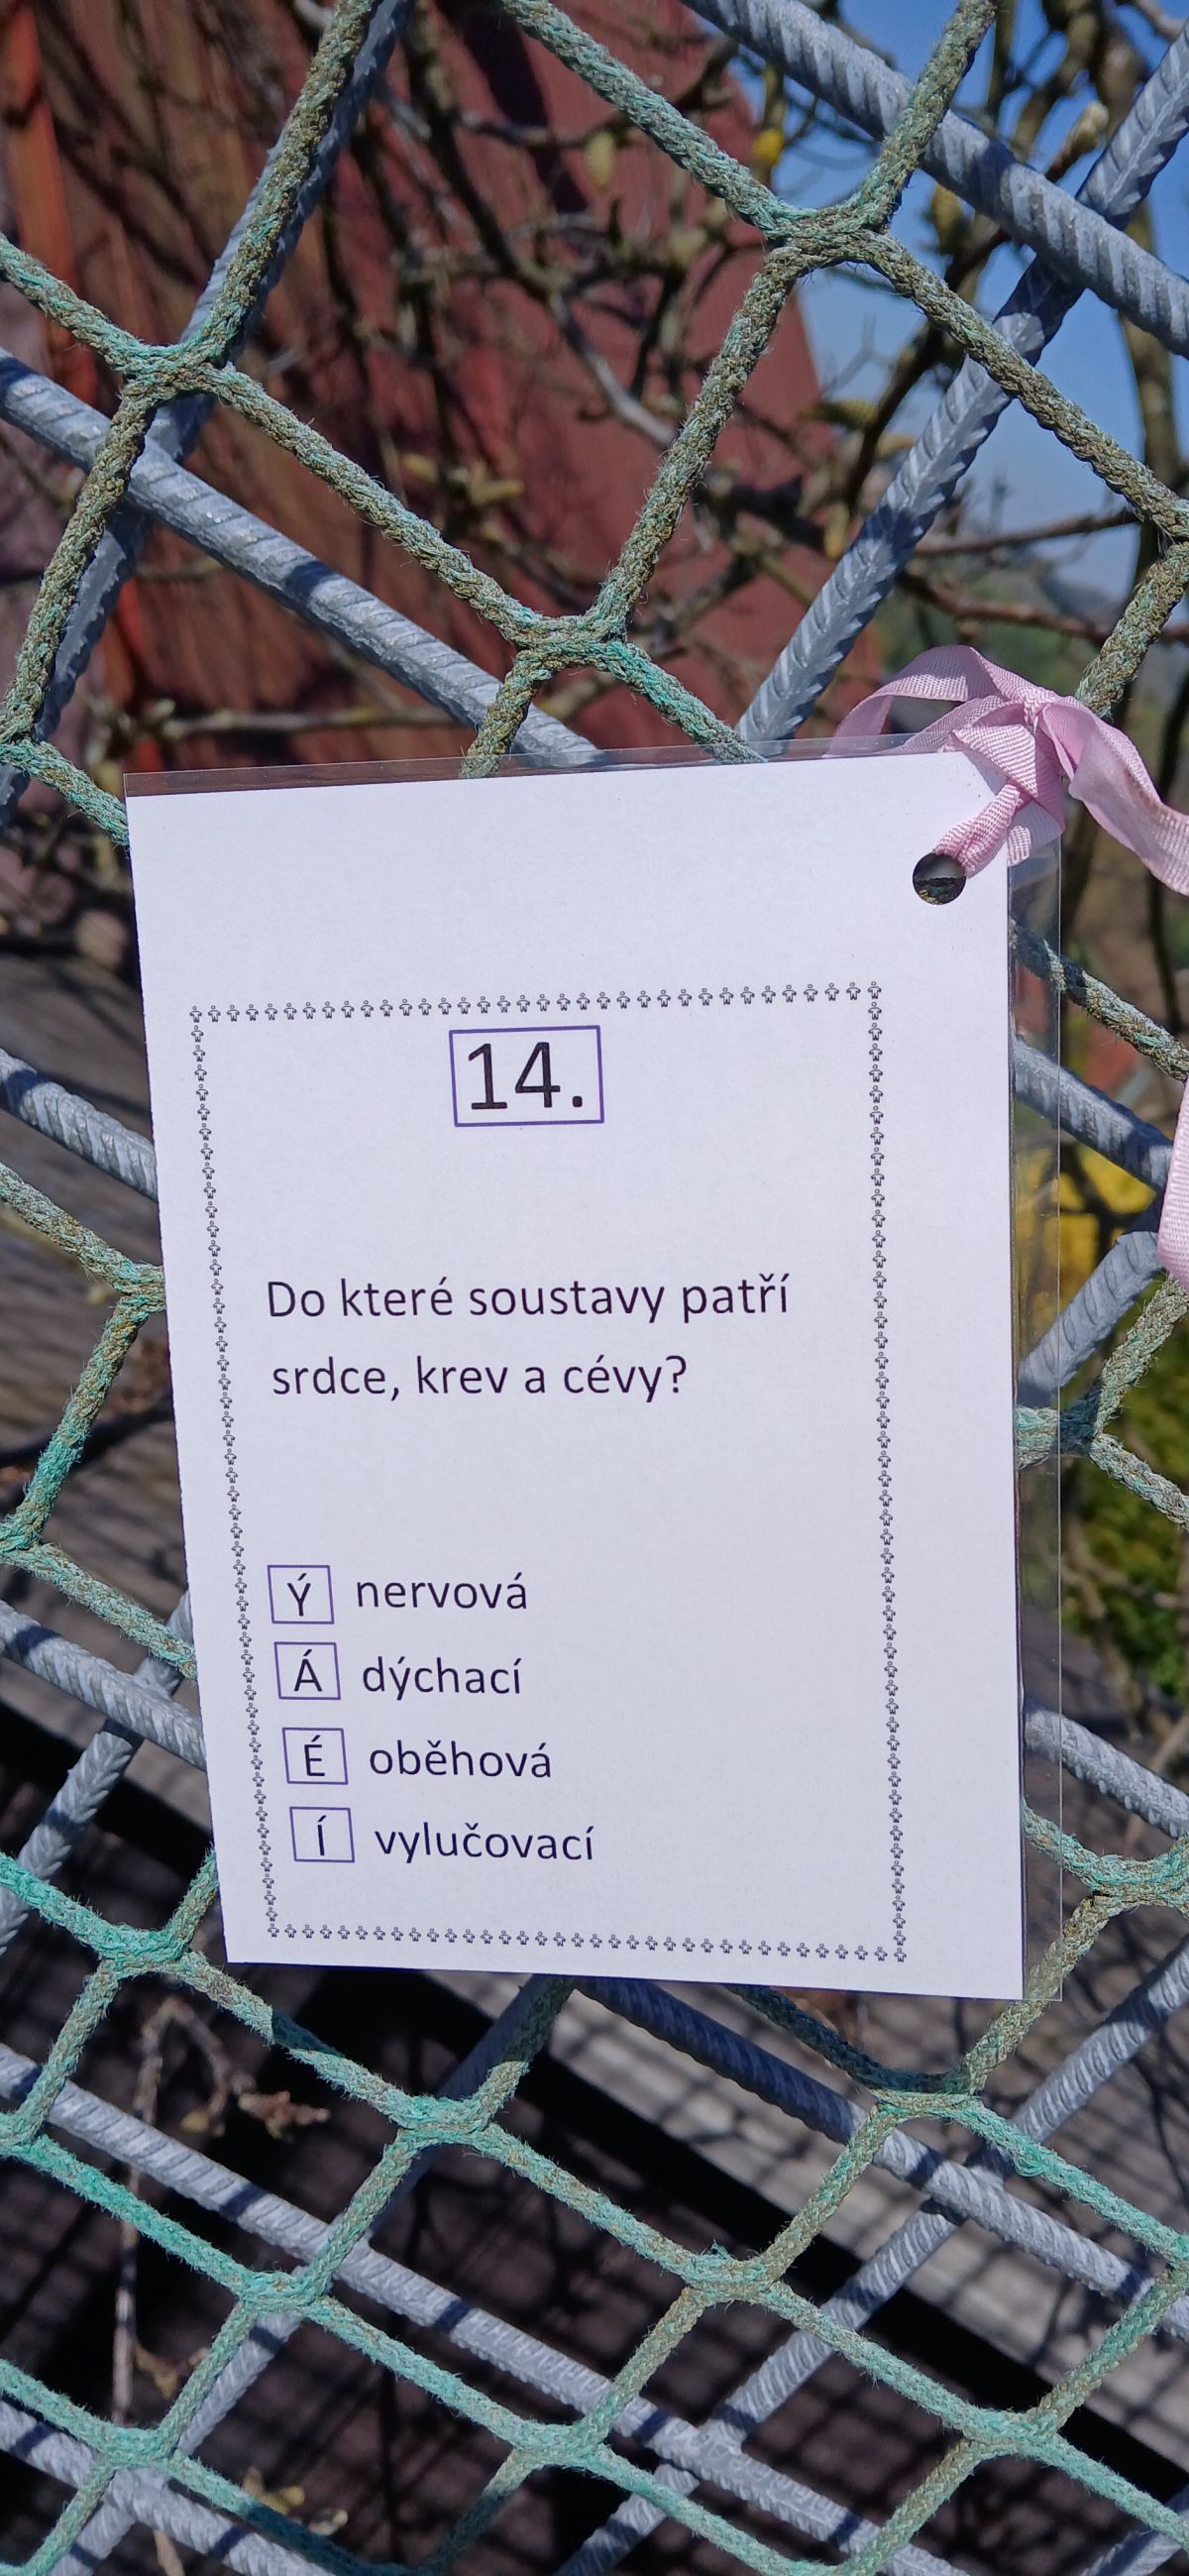 14.
Do které soustavy patří
srdce, krev a cévy?
Ý nervová
Á dýchací
É oběhová
Í vylučovací